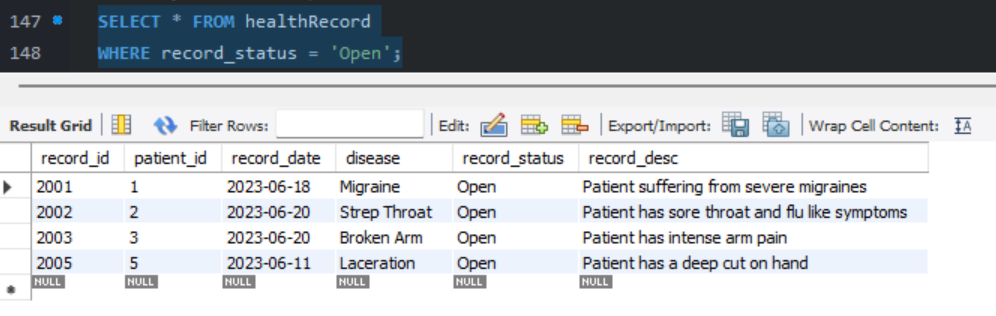 147 SELECT * FROM healthRecord
148 WHERE record_status = 'Open';
Result Grid Filter Rows: Edit: Export/Import: Wrap Cell Content: IA
record_id patient_id record_date disease record_status record_desc
2001 1 2023-06-18 Migraine Open Patient suffering from severe migraines
2002 2 2023-06-20 Strep Throat Open Patient has sore throat and flu like symptoms
2003 3 2023-06-20 Broken Arm Open Patient has intense arm pain
2005 5 2023-06-11 Laceration Open Patient has a deep cut on hand
NULL NULL NULL NULL NULL NULL